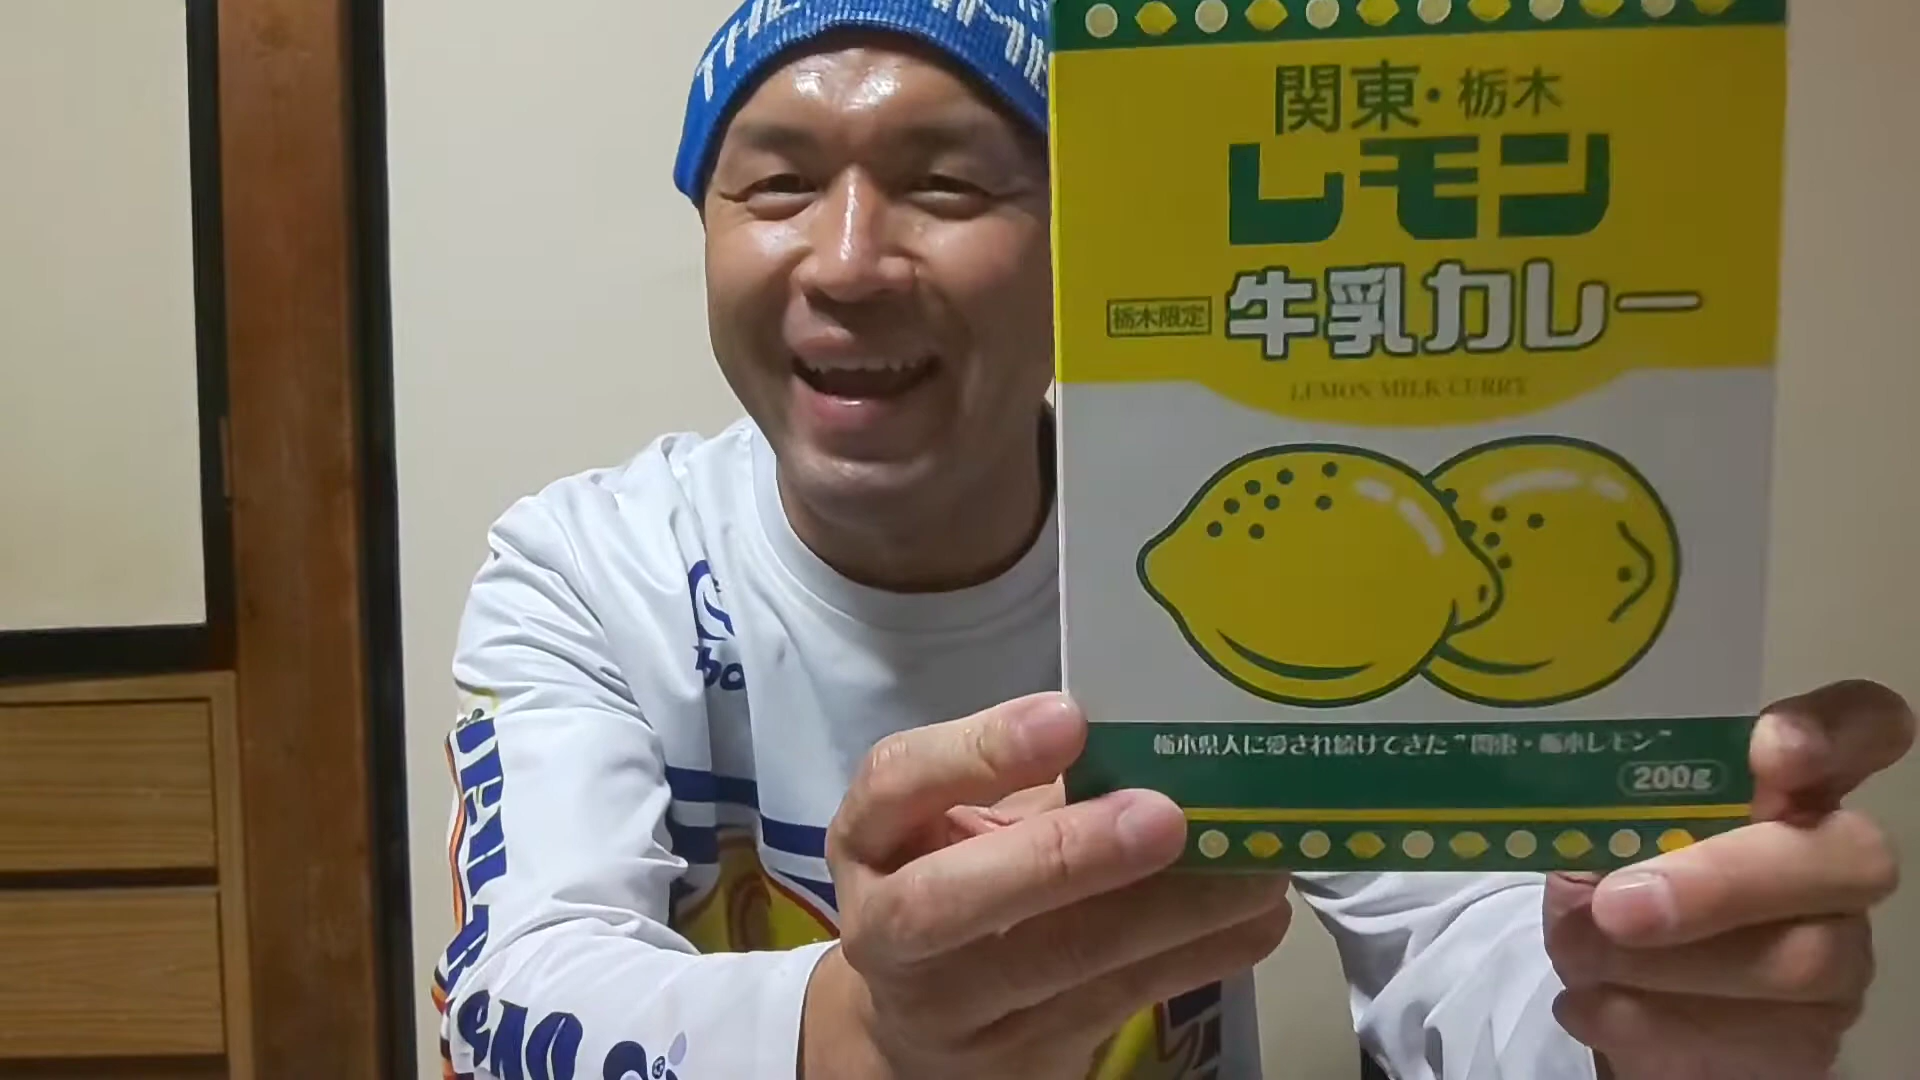 THE
関東・栃木
レモン
栃木限定 牛乳カレー
LEMON MILK CURRY
栃木県人に愛され続けてきた"関東・栃木レモン"
200g